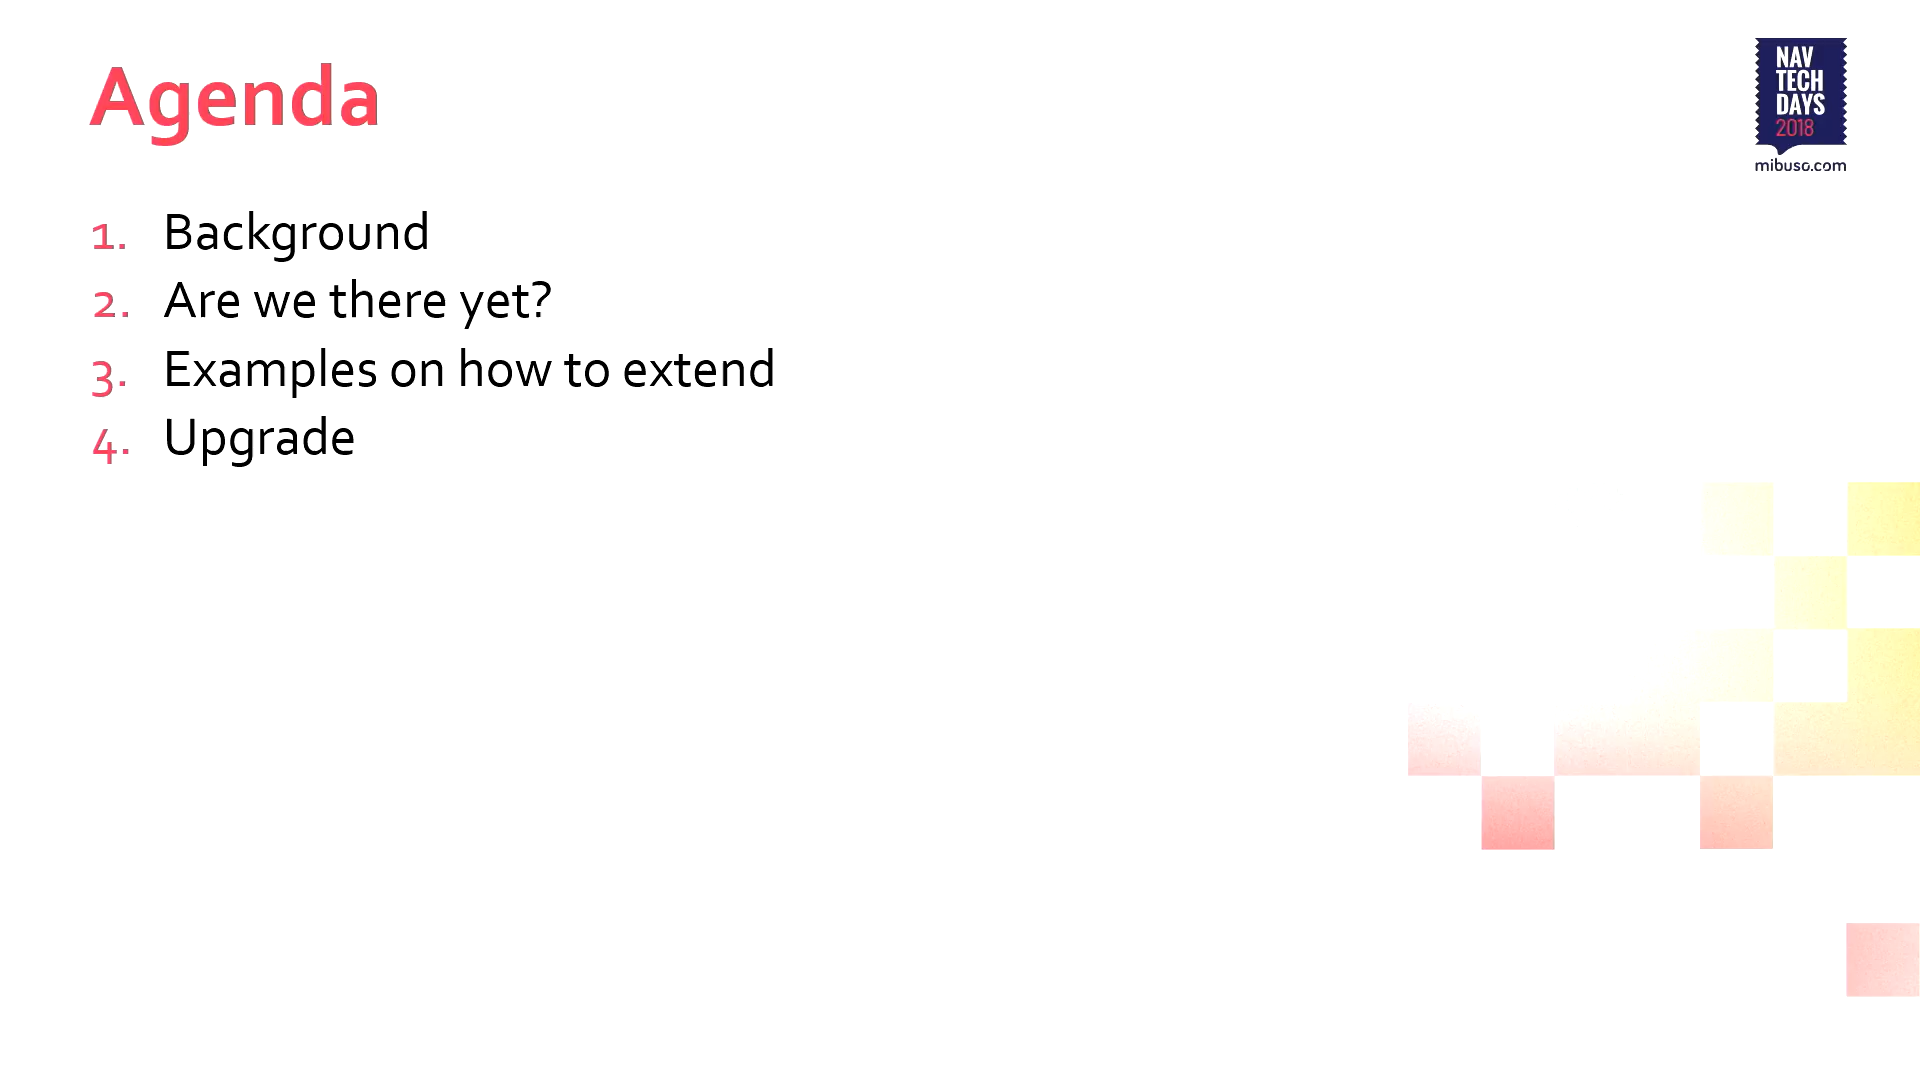 Agenda
NAV
TECH
DAYS
2018
mibuso.com
1. Background
2. Are we there yet?
3. Examples on how to extend
4. Upgrade